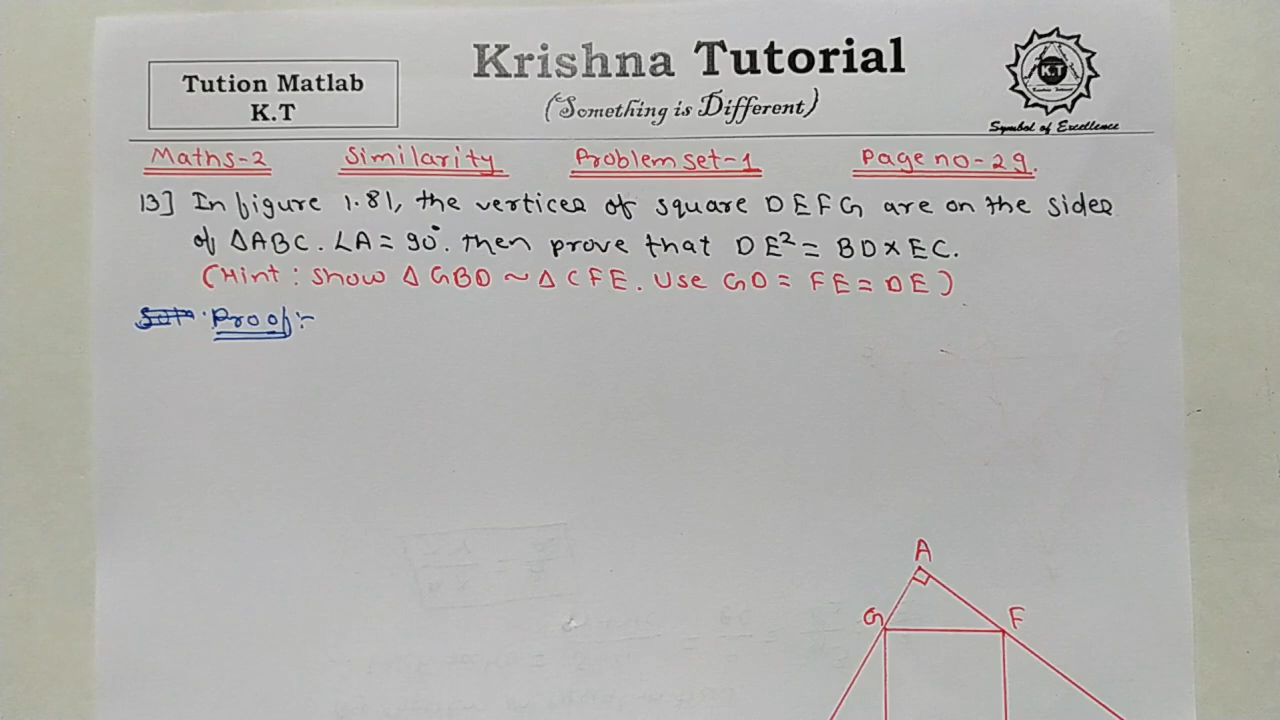 Tution Matlab
K.T
Krishna Tutorial
(Something is Different)
K.T
Symbol of Excellence
Maths-2 Similarity Problem set-1 Page no-29.
13] In figure 1.81, the vertices of square DEFG are on the sides
of ΔABC. ∠A = 90°. then prove that DE² = BD × EC.
(Hint : Show Δ GBD ~ Δ CFE. Use GD = FE = DE)
Proof:-
A
G F